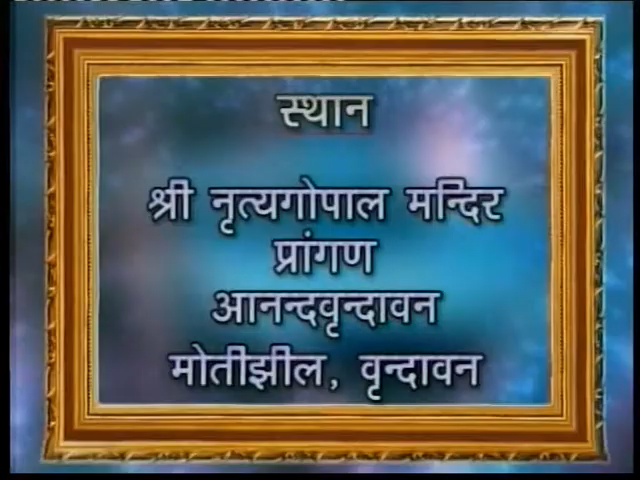 स्थान
श्री नृत्यगोपाल मन्दिर
प्रांगण
आनन्दवृन्दावन
मोतीझील, वृन्दावन